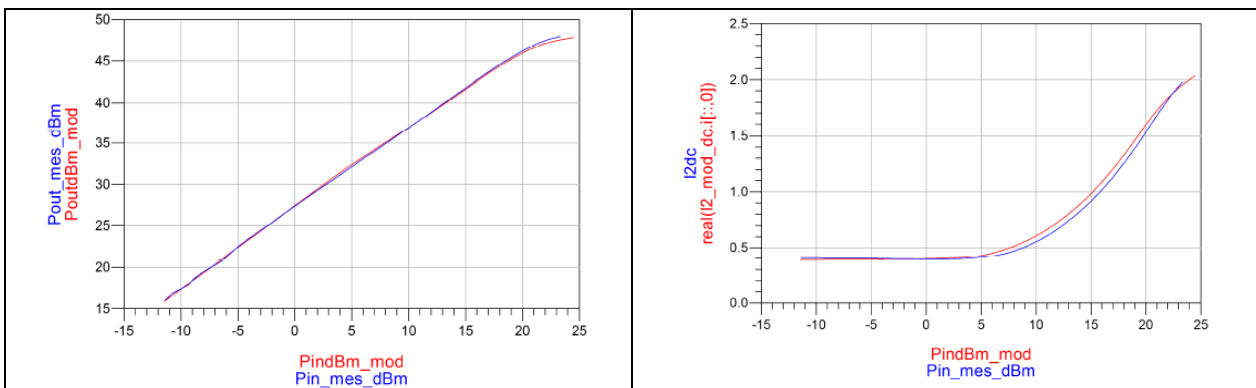 50
45
40
35
30
25
20
15
-15 -10 -5 0 5 10 15 20 25
Pout_mes_dBm
PoutdBm_mod
PindBm_mod
Pin_mes_dBm
2.5
2.0
1.5
1.0
0.5
0.0
-15 -10 -5 0 5 10 15 20 25
I2dc
real(I2_mod_dc.i[::,0])
PindBm_mod
Pin_mes_dBm